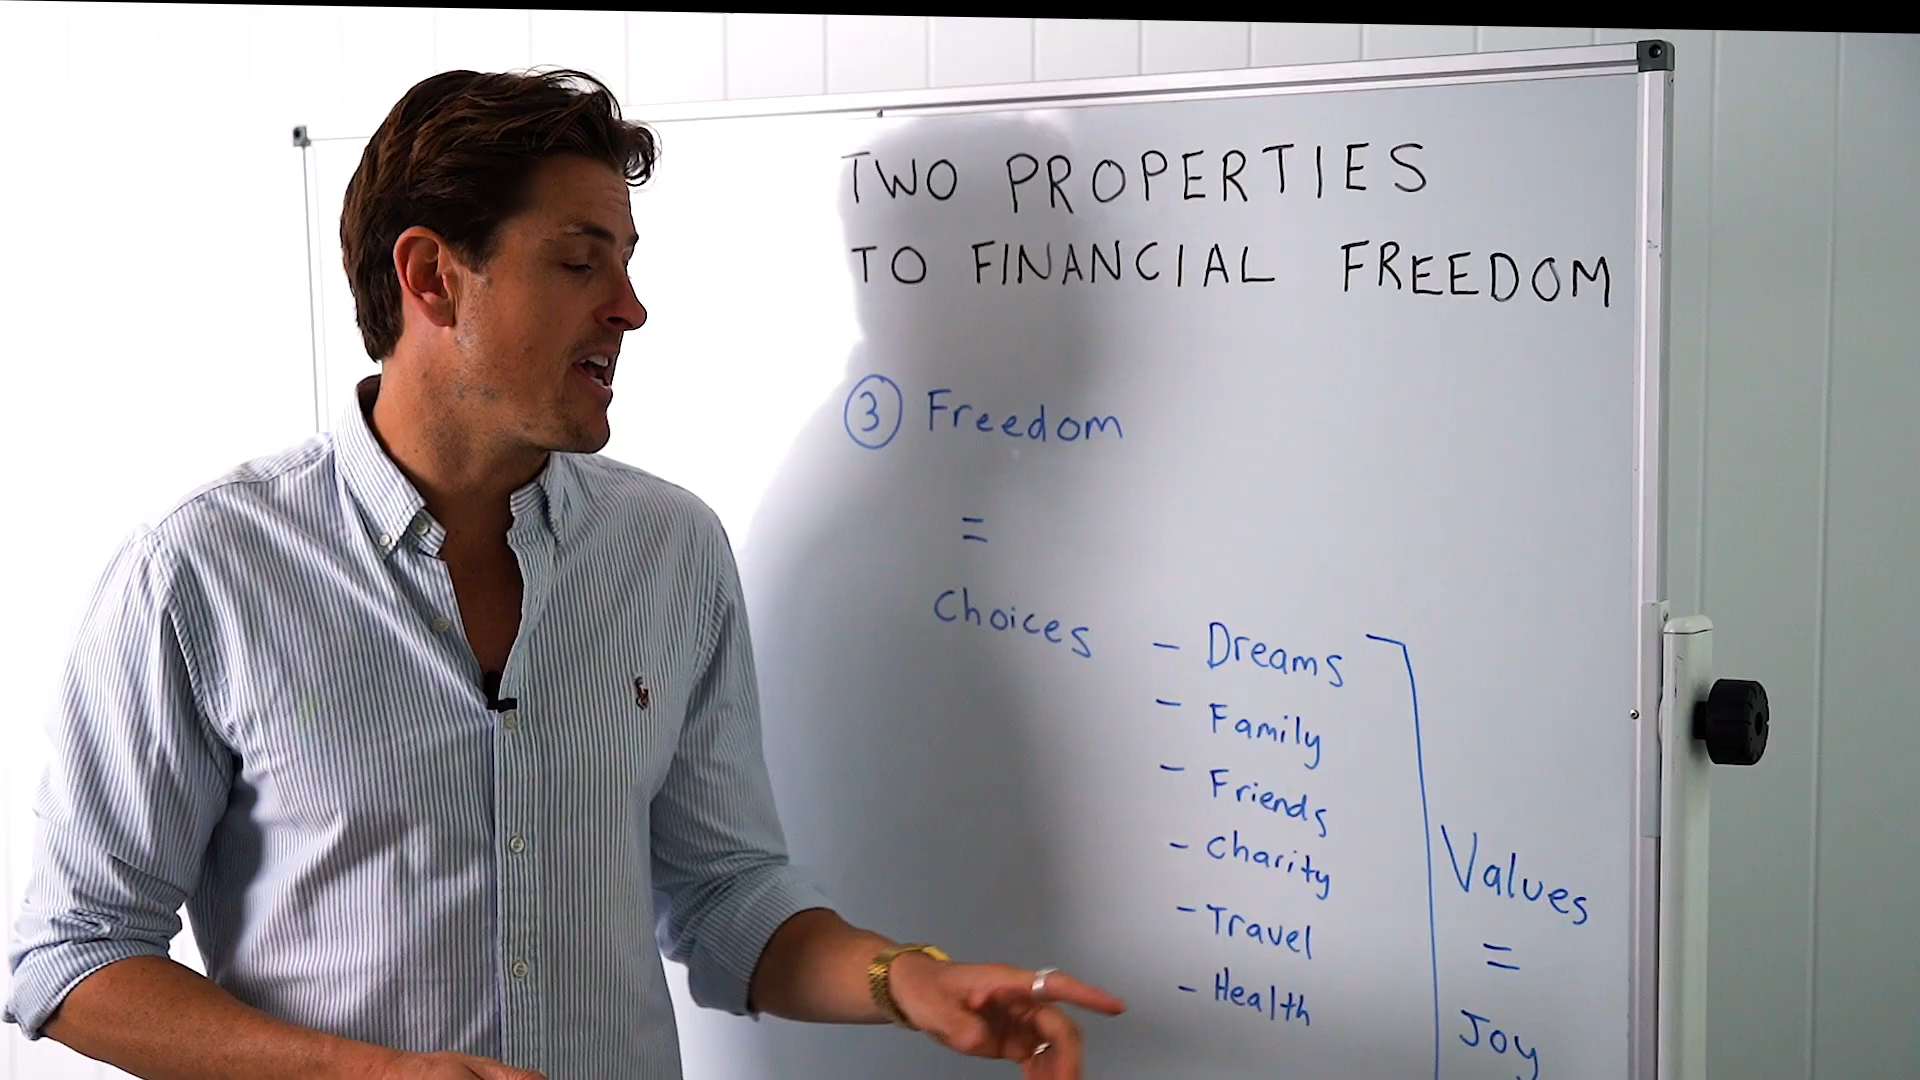 TWO PROPERTIES
TO FINANCIAL FREEDOM
3 Freedom
=
Choices - Dreams
- Family
- Friends
- Charity
- Travel
- Health
Values
=
Joy